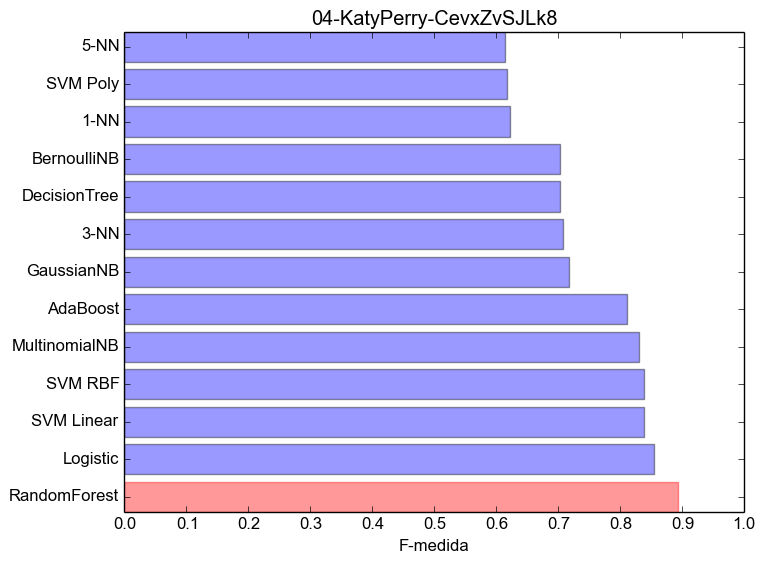 04-KatyPerry-CevxZvSJLk8
5-NN
SVM Poly
1-NN
BernoulliNB
DecisionTree
3-NN
GaussianNB
AdaBoost
MultinomialNB
SVM RBF
SVM Linear
Logistic
RandomForest
0.0 0.1 0.2 0.3 0.4 0.5 0.6 0.7 0.8 0.9 1.0
F-medida